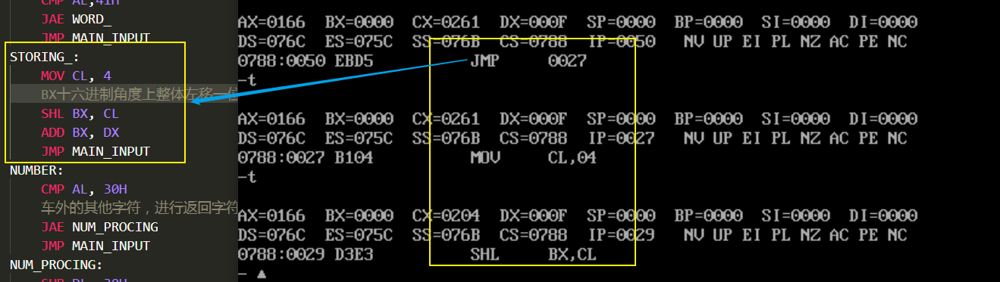 CMP AL,41H
JAE WORD_
JMP MAIN_INPUT
STORING_:
MOV CL, 4
BX十六进制角度上整体左移一位
SHL BX, CL
ADD BX, DX
JMP MAIN_INPUT
NUMBER:
CMP AL, 30H
车外的其他字符，进行返回字符
JAE NUM_PROCING
JMP MAIN_INPUT
NUM_PROCING:
SUB DL, 30H
AX=0166 BX=0000 CX=0261 DX=000F SP=0000 BP=0000 SI=0000 DI=0000
DS=076C ES=075C SS=076B CS=0788 IP=0050 NV UP EI PL NZ AC PE NC
0788:0050 EBD5 JMP 0027
-t
AX=0166 BX=0000 CX=0261 DX=000F SP=0000 BP=0000 SI=0000 DI=0000
DS=076C ES=075C SS=076B CS=0788 IP=0027 NV UP EI PL NZ AC PE NC
0788:0027 B104 MOV CL,04
-t
AX=0166 BX=0000 CX=0204 DX=000F SP=0000 BP=0000 SI=0000 DI=0000
DS=076C ES=075C SS=076B CS=0788 IP=0029 NV UP EI PL NZ AC PE NC
0788:0029 D3E3 SHL BX,CL
-